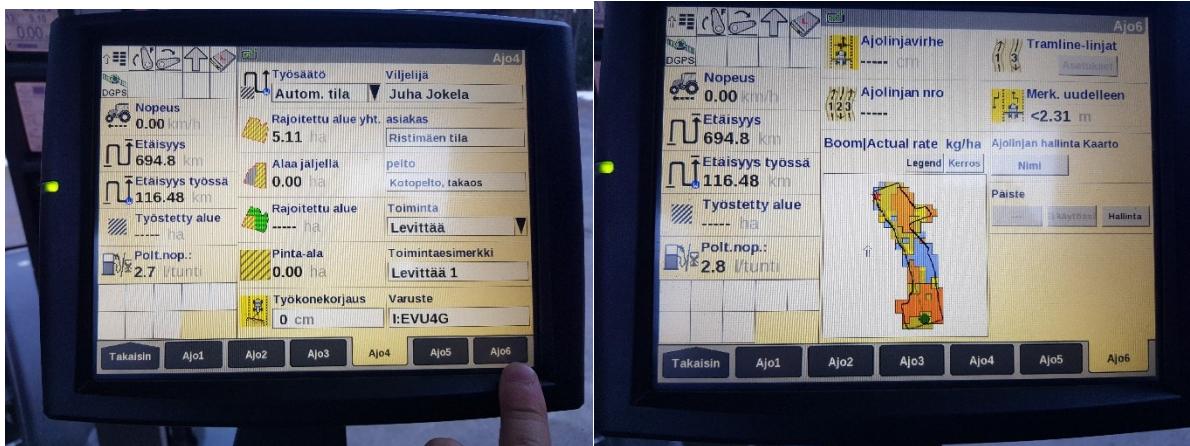 Ajo4
DGPS
Nopeus
0.00 km/h
Etäisyys
694.8 km
Etäisyys työssä
116.48 km
Työstetty alue
----- ha
Polt.nop.:
2.7 l/tunti
Työsäätö
Autom. tila
Rajoitettu alue yht.
5.11 ha
Alaa jäljellä
0.00 ha
Rajoitettu alue
----- ha
Pinta-ala
0.00 ha
Työkonekorjaus
0 cm
Viljelijä
Juha Jokela
asiakas
Ristimäen tila
pelto
Kotopelto, takaos
Toiminta
Levittää
Toimintaesimerkki
Levittää 1
Varuste
I:EVU4G
Takaisin
Ajo1
Ajo2
Ajo3
Ajo4
Ajo5
Ajo6
Ajo6
DGPS
Nopeus
0.00 km/h
Etäisyys
694.8 km
Etäisyys työssä
116.48 km
Työstetty alue
----- ha
Polt.nop.:
2.8 l/tunti
Ajolinjavirhe
----- cm
Ajolinjan nro
-----
Tramline-linjat
1 3
Asetukset
123
Merk. uudelleen
<2.31 m
Boom|Actual rate kg/ha
Legend Kerros
Ajolinjan hallinta Kaarto
Nimi
Päiste
---
Hallinta
Takaisin
Ajo1
Ajo2
Ajo3
Ajo4
Ajo5
Ajo6